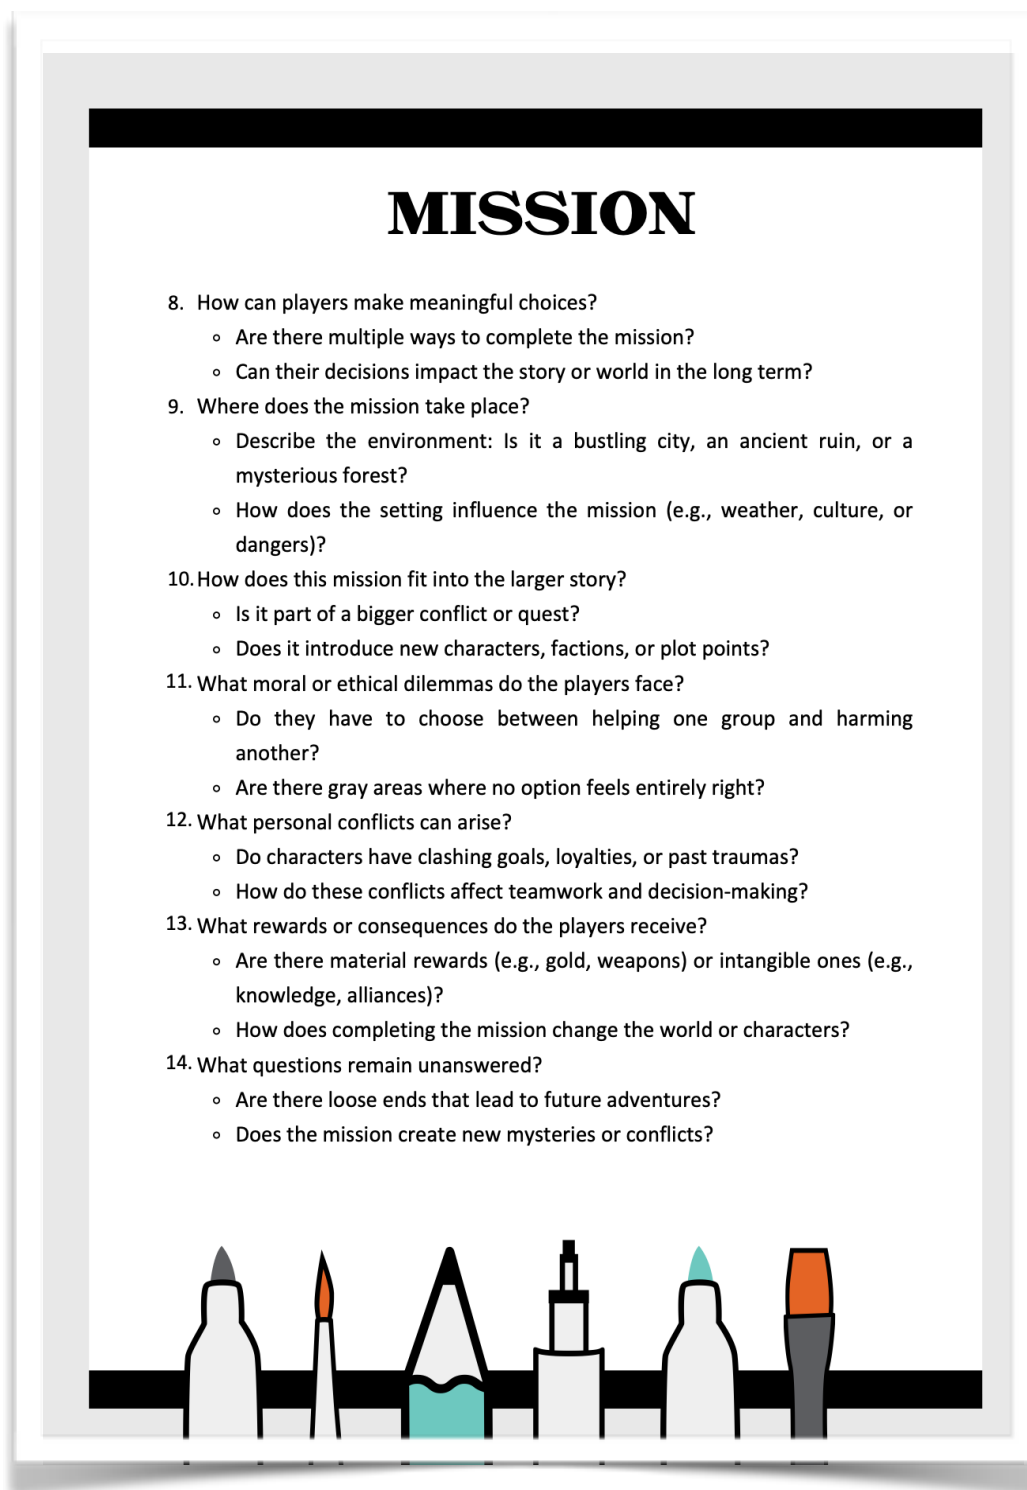 MISSION
8. How can players make meaningful choices?
Are there multiple ways to complete the mission?
Can their decisions impact the story or world in the long term?
9. Where does the mission take place?
Describe the environment: Is it a bustling city, an ancient ruin, or a
mysterious forest?
How does the setting influence the mission (e.g., weather, culture, or
dangers)?
10. How does this mission fit into the larger story?
Is it part of a bigger conflict or quest?
Does it introduce new characters, factions, or plot points?
11. What moral or ethical dilemmas do the players face?
Do they have to choose between helping one group and harming
another?
Are there gray areas where no option feels entirely right?
12. What personal conflicts can arise?
Do characters have clashing goals, loyalties, or past traumas?
How do these conflicts affect teamwork and decision-making?
13. What rewards or consequences do the players receive?
Are there material rewards (e.g., gold, weapons) or intangible ones (e.g.,
knowledge, alliances)?
How does completing the mission change the world or characters?
14. What questions remain unanswered?
Are there loose ends that lead to future adventures?
Does the mission create new mysteries or conflicts?